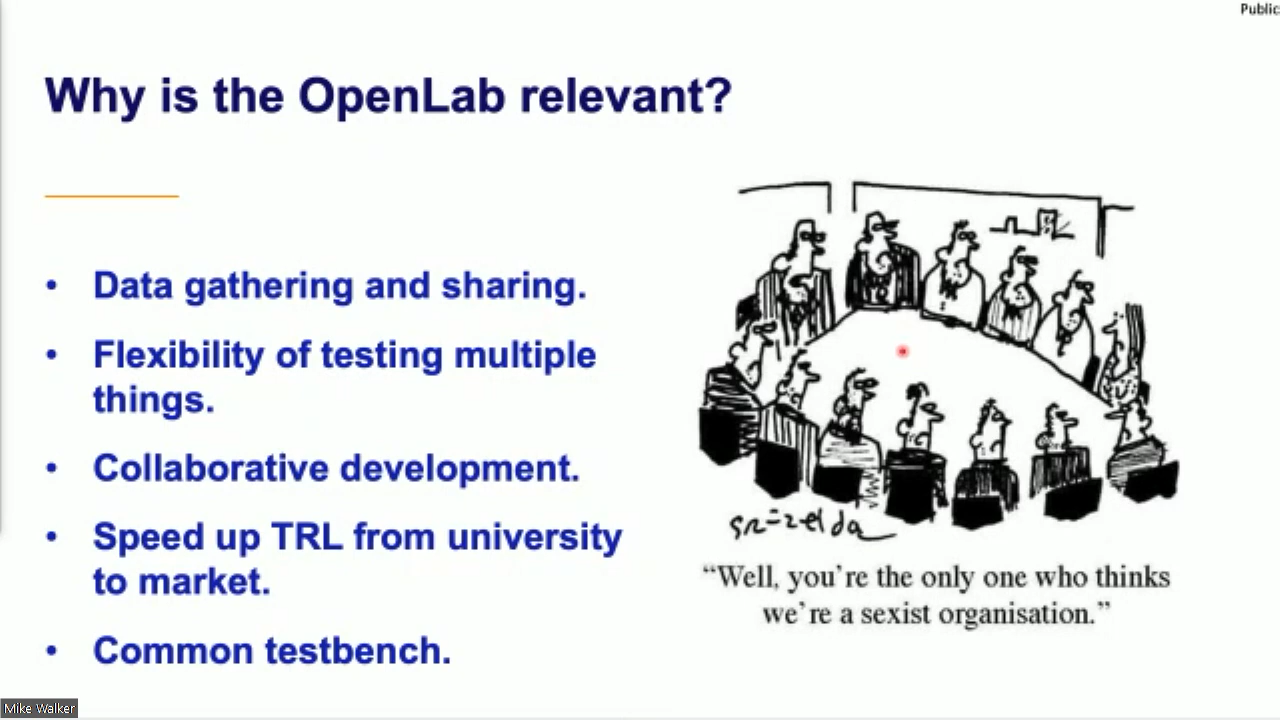 Public
Why is the OpenLab relevant?
• Data gathering and sharing.
• Flexibility of testing multiple
things.
• Collaborative development.
• Speed up TRL from university
to market.
• Common testbench.
“Well, you’re the only one who thinks
we’re a sexist organisation.”
Mike Walker